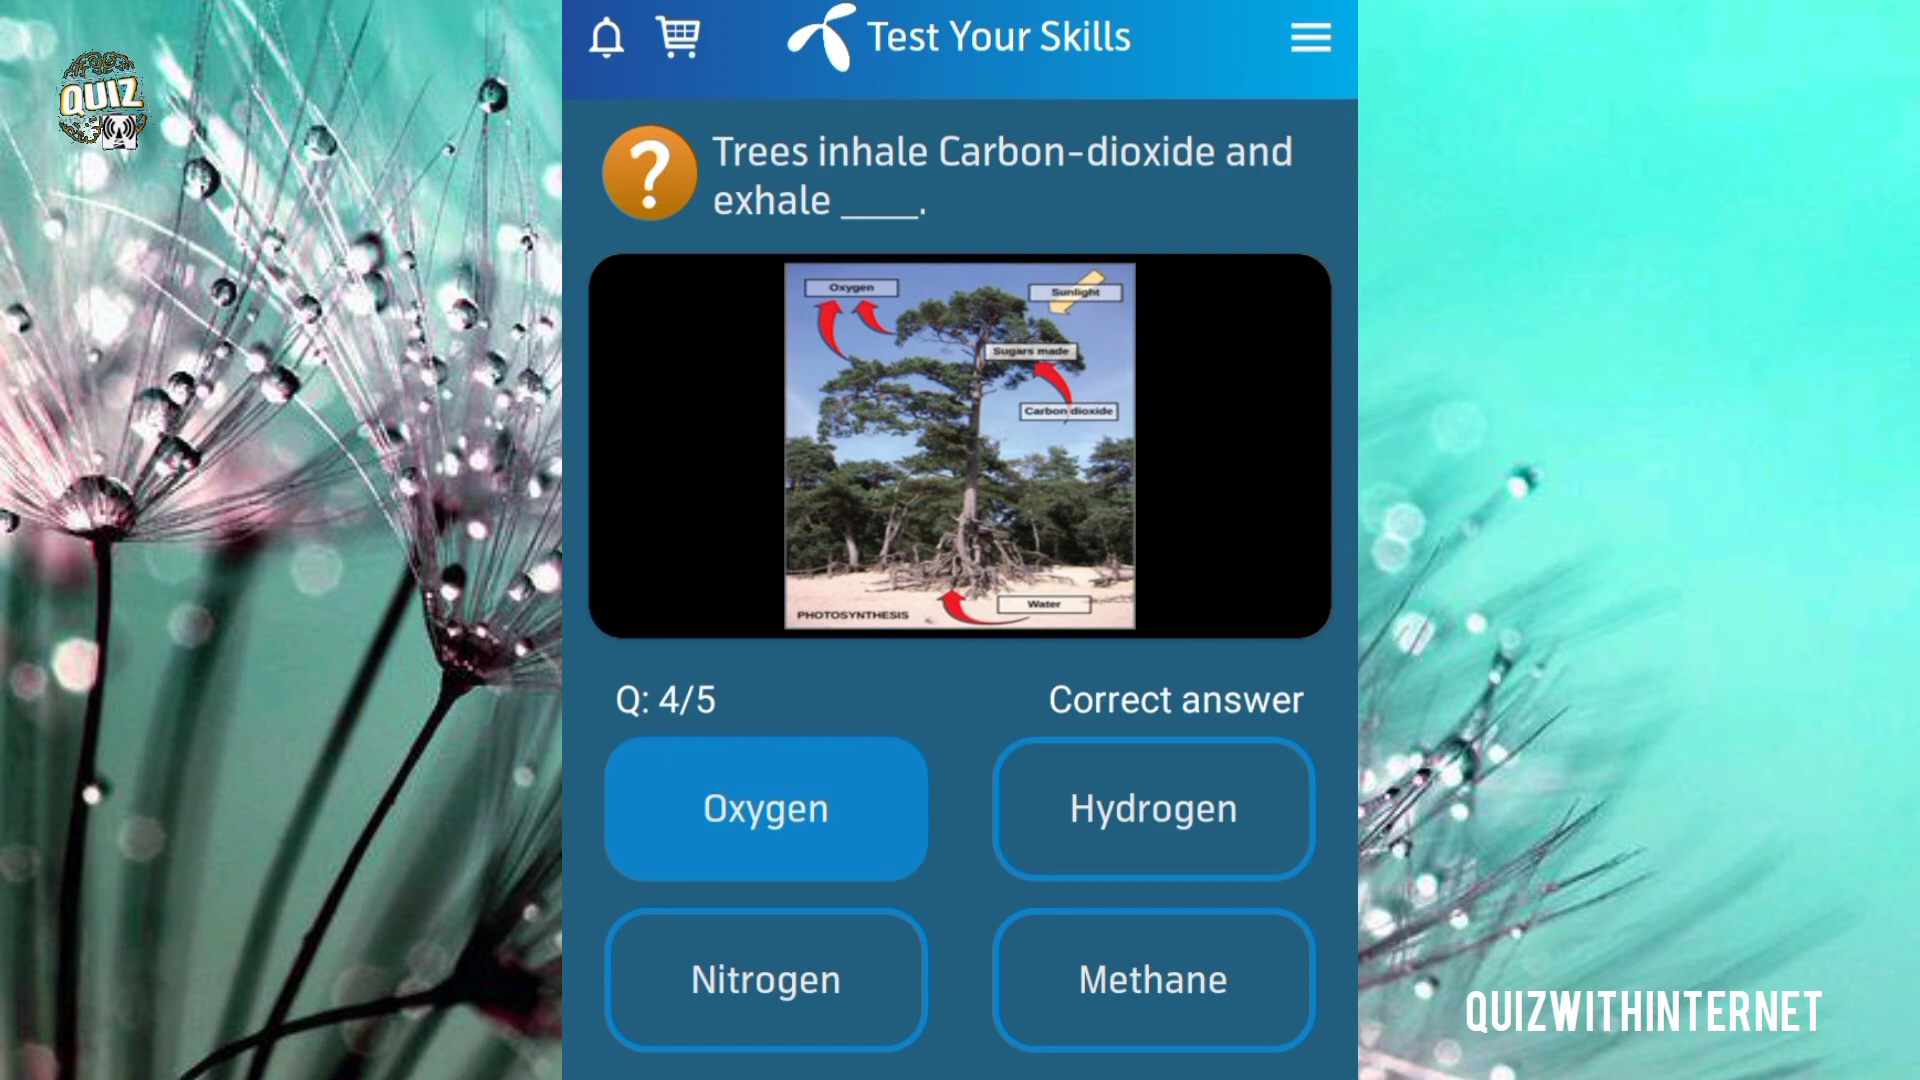 QUIZ
Test Your Skills
?
Trees inhale Carbon-dioxide and
exhale ____.
Oxygen
Sunlight
Sugars made
Carbon dioxide
Water
PHOTOSYNTHESIS
Q: 4/5
Correct answer
Oxygen
Hydrogen
Nitrogen
Methane
QUIZWITHINTERNET